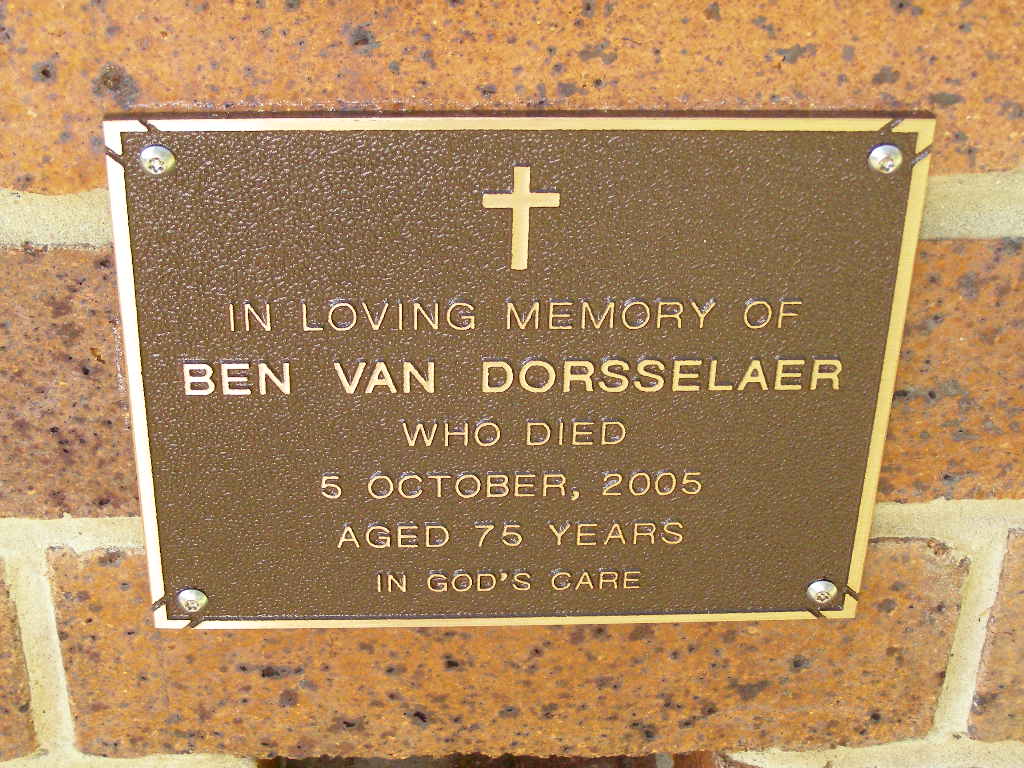 IN LOVING MEMORY OF
BEN VAN DORSSELAER
WHO DIED
5 OCTOBER, 2005
AGED 75 YEARS
IN GOD'S CARE